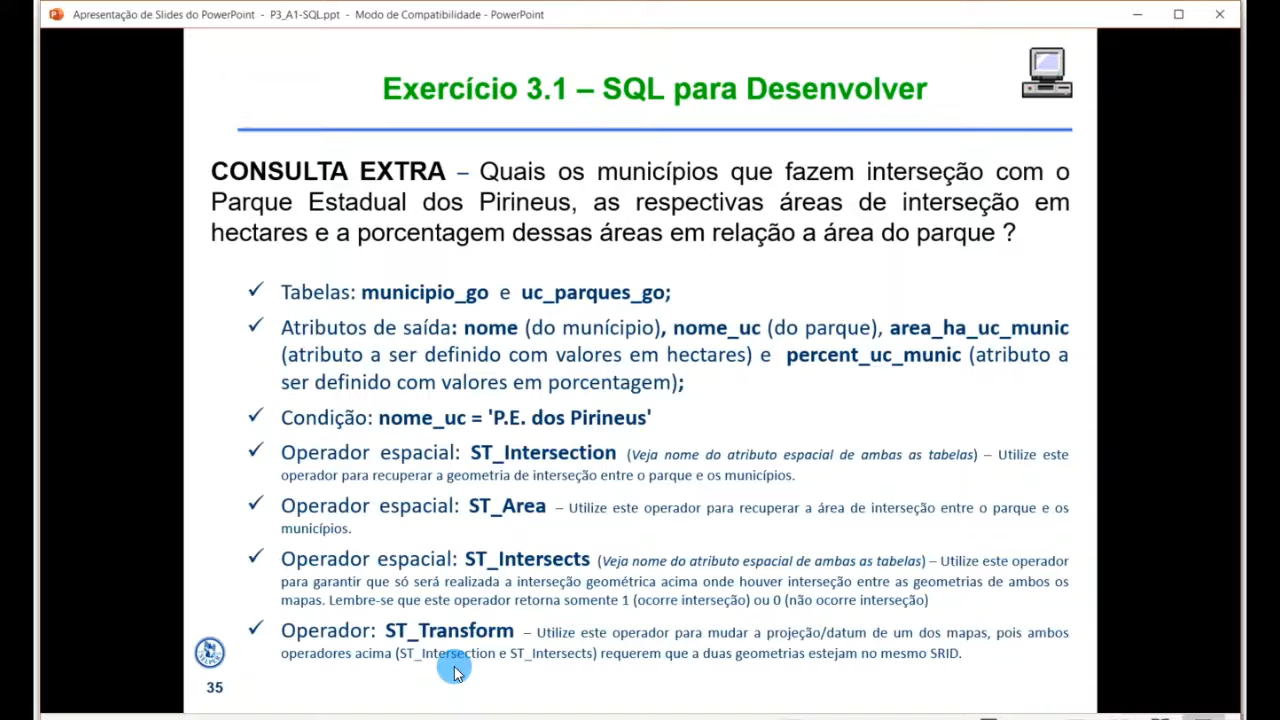 Apresentação de Slides do PowerPoint - P3_A1-SQL.ppt - Modo de Compatibilidade - PowerPoint
Exercício 3.1 – SQL para Desenvolver
CONSULTA EXTRA – Quais os municípios que fazem interseção com o
Parque Estadual dos Pirineus, as respectivas áreas de interseção em
hectares e a porcentagem dessas áreas em relação a área do parque ?
✓ Tabelas: municipio_go e uc_parques_go;
✓ Atributos de saída: nome (do munícipio), nome_uc (do parque), area_ha_uc_munic
(atributo a ser definido com valores em hectares) e percent_uc_munic (atributo a
ser definido com valores em porcentagem);
✓ Condição: nome_uc = 'P.E. dos Pirineus'
✓ Operador espacial: ST_Intersection (Veja nome do atributo espacial de ambas as tabelas) – Utilize este
operador para recuperar a geometria de interseção entre o parque e os municípios.
✓ Operador espacial: ST_Area – Utilize este operador para recuperar a área de interseção entre o parque e os
municípios.
✓ Operador espacial: ST_Intersects (Veja nome do atributo espacial de ambas as tabelas) – Utilize este operador
para garantir que só será realizada a interseção geométrica acima onde houver interseção entre as geometrias de ambos os
mapas. Lembre-se que este operador retorna somente 1 (ocorre interseção) ou 0 (não ocorre interseção)
✓ Operador: ST_Transform – Utilize este operador para mudar a projeção/datum de um dos mapas, pois ambos
operadores acima (ST_Intersection e ST_Intersects) requerem que a duas geometrias estejam no mesmo SRID.
35